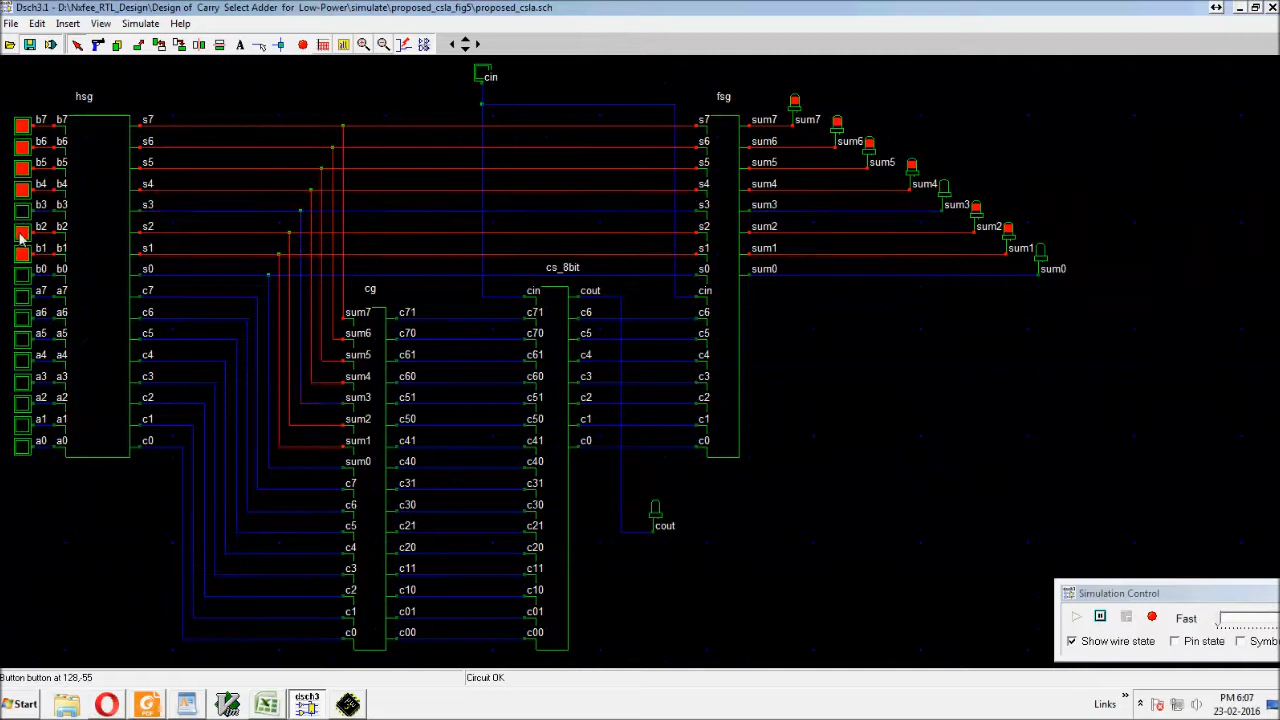 Dsch3.1 - D:\Nxfee_RTL_Design\Design of Carry Select Adder for Low-Power\simulate\proposed_csla_fig5\proposed_csla.sch
File Edit Insert View Simulate Help
cin
hsg fsg
b7 b7 s7 s7 sum7 sum7
b6 b6 s6 s6 sum6 sum6
b5 b5 s5 s5 sum5 sum5
b4 b4 s4 s4 sum4 sum4
b3 b3 s3 s3 sum3 sum3
b2 b2 s2 s2 sum2 sum2
b1 b1 s1 s1 sum1 sum1
b0 b0 s0 cs_8bit s0 sum0 sum0
a7 a7 c7 cg cin cout cin
a6 a6 c6 sum7 c71 c71 c6 c6
a5 a5 c5 sum6 c70 c70 c5 c5
a4 a4 c4 sum5 c61 c61 c4 c4
a3 a3 c3 sum4 c60 c60 c3 c3
a2 a2 c2 sum3 c51 c51 c2 c2
a1 a1 c1 sum2 c50 c50 c1 c1
a0 a0 c0 sum1 c41 c41 c0 c0
sum0 c40 c40
c7 c31 c31
c6 c30 c30
c5 c21 c21 cout
c4 c20 c20
c3 c11 c11
c2 c10 c10
c1 c01 c01
c0 c00 c00
Simulation Control
Fast
Show wire state Pin state Symb
Button button at 128,-55 Circuit OK
Start dsch3 Links PM 6:07
23-02-2016